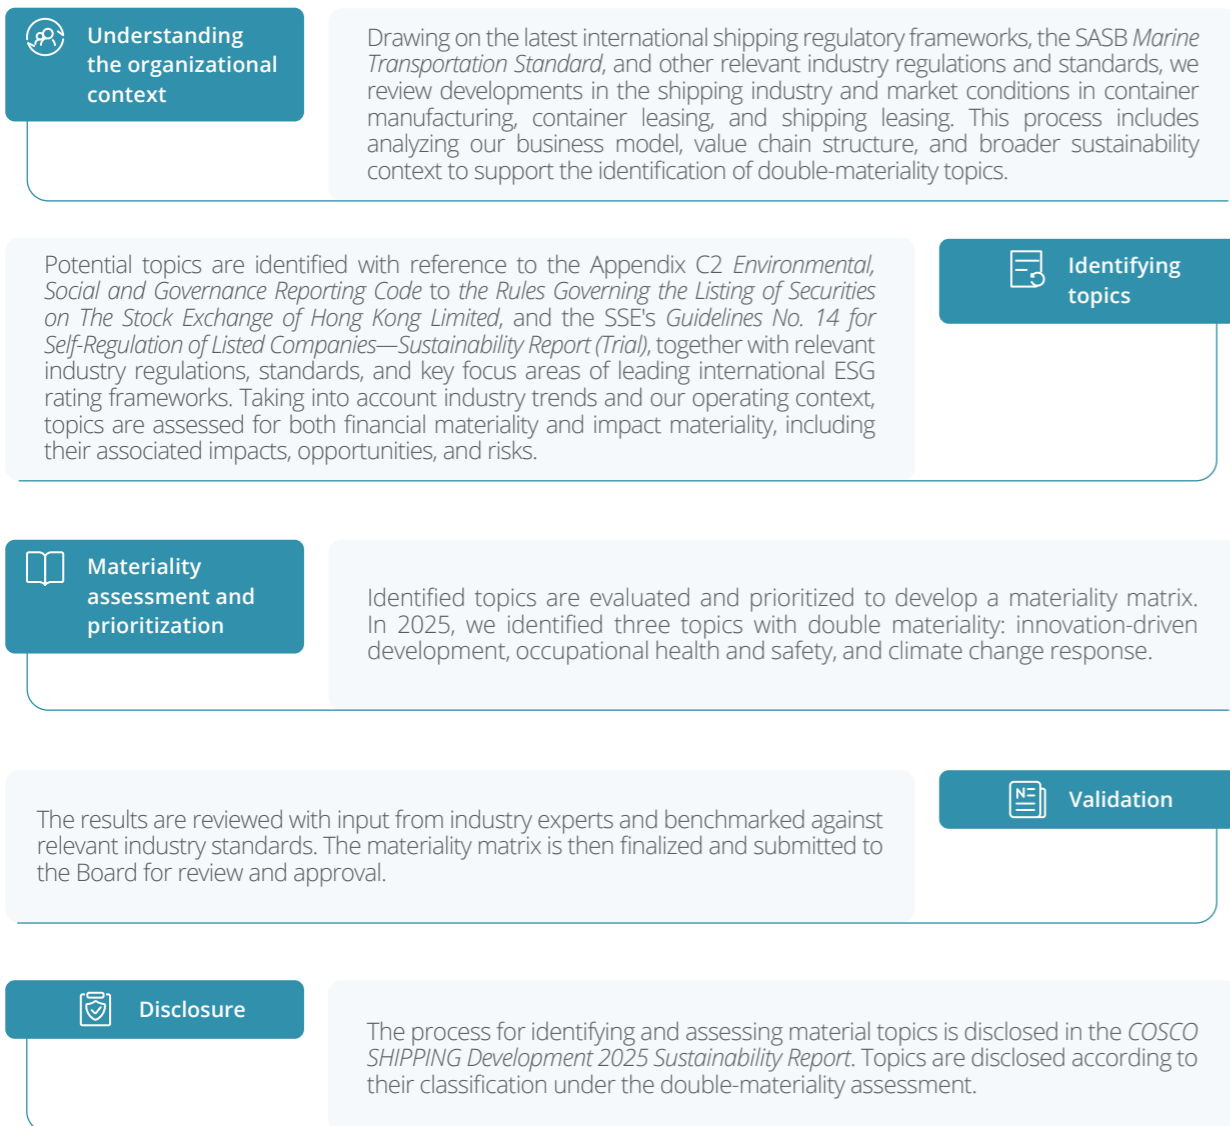 Understanding
the organizational
context
Drawing on the latest international shipping regulatory frameworks, the SASB Marine
Transportation Standard, and other relevant industry regulations and standards, we
review developments in the shipping industry and market conditions in container
manufacturing, container leasing, and shipping leasing. This process includes
analyzing our business model, value chain structure, and broader sustainability
context to support the identification of double-materiality topics.
Identifying
topics
Potential topics are identified with reference to the Appendix C2 Environmental,
Social and Governance Reporting Code to the Rules Governing the Listing of Securities
on The Stock Exchange of Hong Kong Limited, and the SSE's Guidelines No. 14 for
Self-Regulation of Listed Companies—Sustainability Report (Trial), together with relevant
industry regulations, standards, and key focus areas of leading international ESG
rating frameworks. Taking into account industry trends and our operating context,
topics are assessed for both financial materiality and impact materiality, including
their associated impacts, opportunities, and risks.
Materiality
assessment and
prioritization
Identified topics are evaluated and prioritized to develop a materiality matrix.
In 2025, we identified three topics with double materiality: innovation-driven
development, occupational health and safety, and climate change response.
Validation
The results are reviewed with input from industry experts and benchmarked against
relevant industry standards. The materiality matrix is then finalized and submitted to
the Board for review and approval.
Disclosure
The process for identifying and assessing material topics is disclosed in the COSCO
SHIPPING Development 2025 Sustainability Report. Topics are disclosed according to
their classification under the double-materiality assessment.